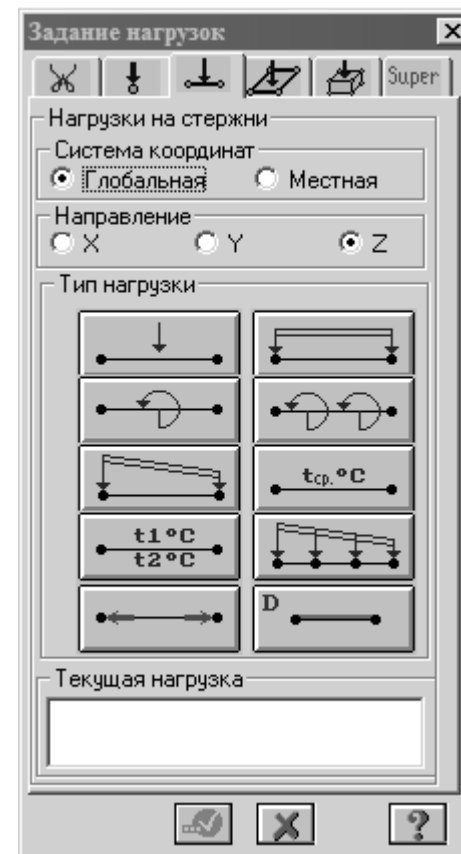 Задание нагрузок
Super
Нагрузки на стержни
Система координат
Глобальная Местная
Направление
X Y Z
Тип нагрузки
tср.°C
t1°C
t2°C
D
Текущая нагрузка
?